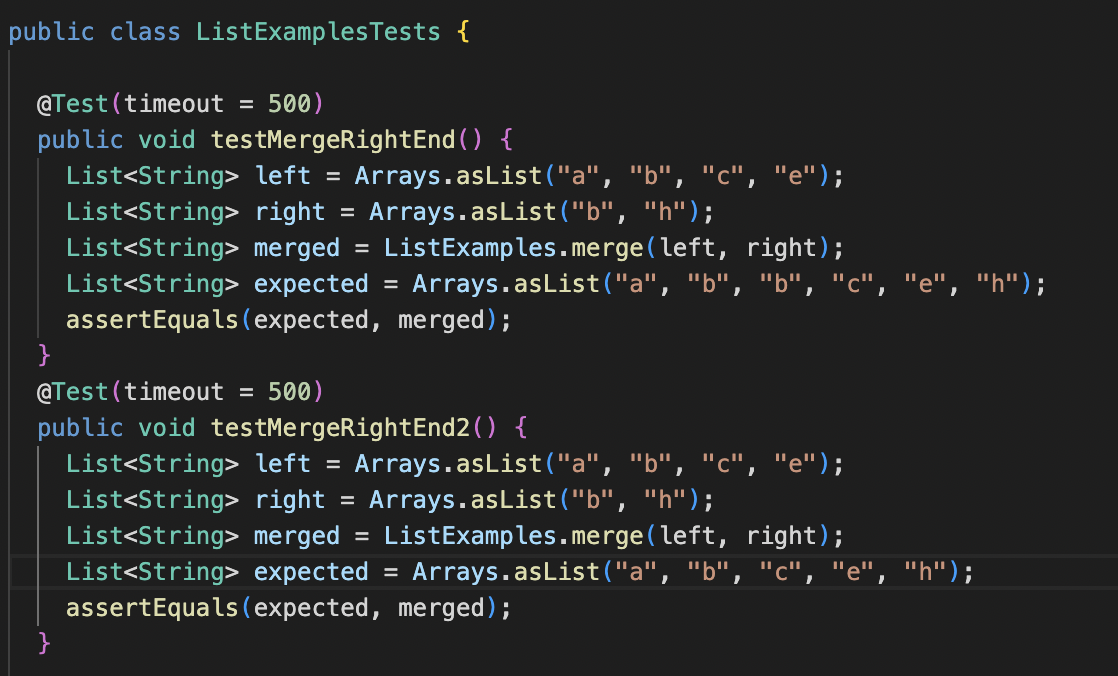 public class ListExamplesTests {
@Test(timeout = 500)
public void testMergeRightEnd() {
List<String> left = Arrays.asList("a", "b", "c", "e");
List<String> right = Arrays.asList("b", "h");
List<String> merged = ListExamples.merge(left, right);
List<String> expected = Arrays.asList("a", "b", "b", "c", "e", "h");
assertEquals(expected, merged);
}
@Test(timeout = 500)
public void testMergeRightEnd2() {
List<String> left = Arrays.asList("a", "b", "c", "e");
List<String> right = Arrays.asList("b", "h");
List<String> merged = ListExamples.merge(left, right);
List<String> expected = Arrays.asList("a", "b", "c", "e", "h");
assertEquals(expected, merged);
}